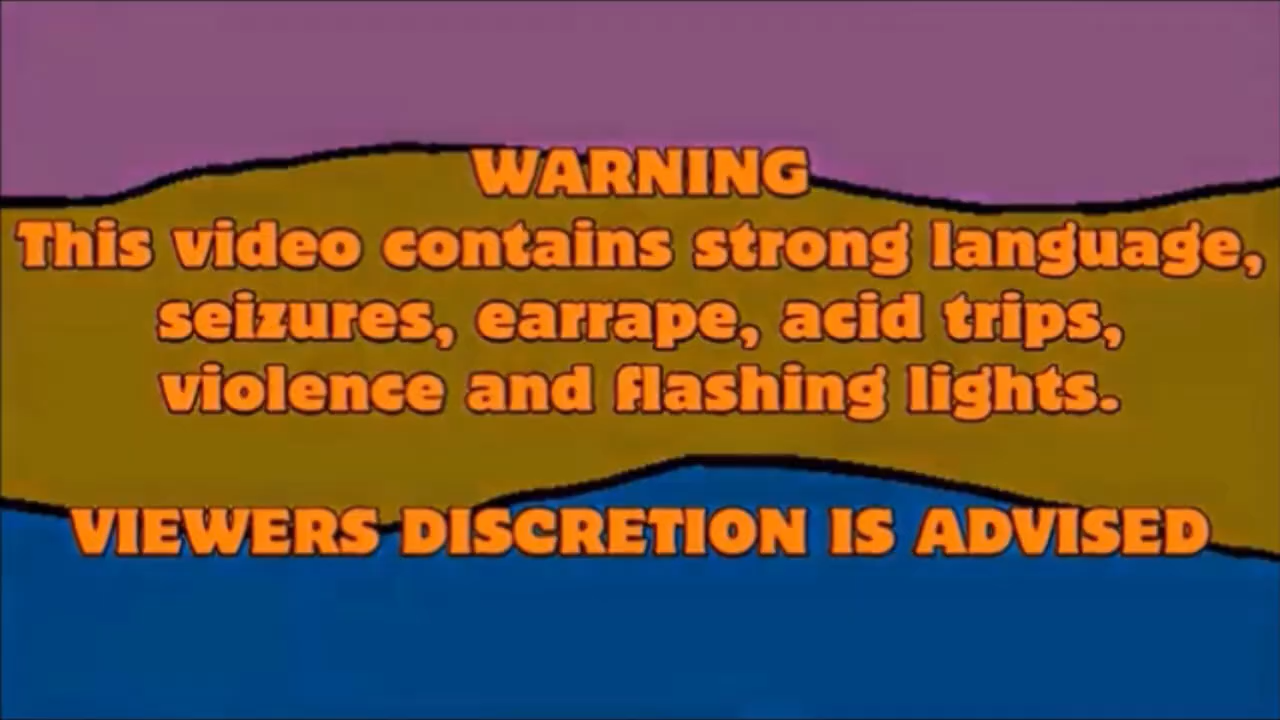 WARNING
This video contains strong language,
seizures, earrape, acid trips,
violence and flashing lights.
VIEWERS DISCRETION IS ADVISED